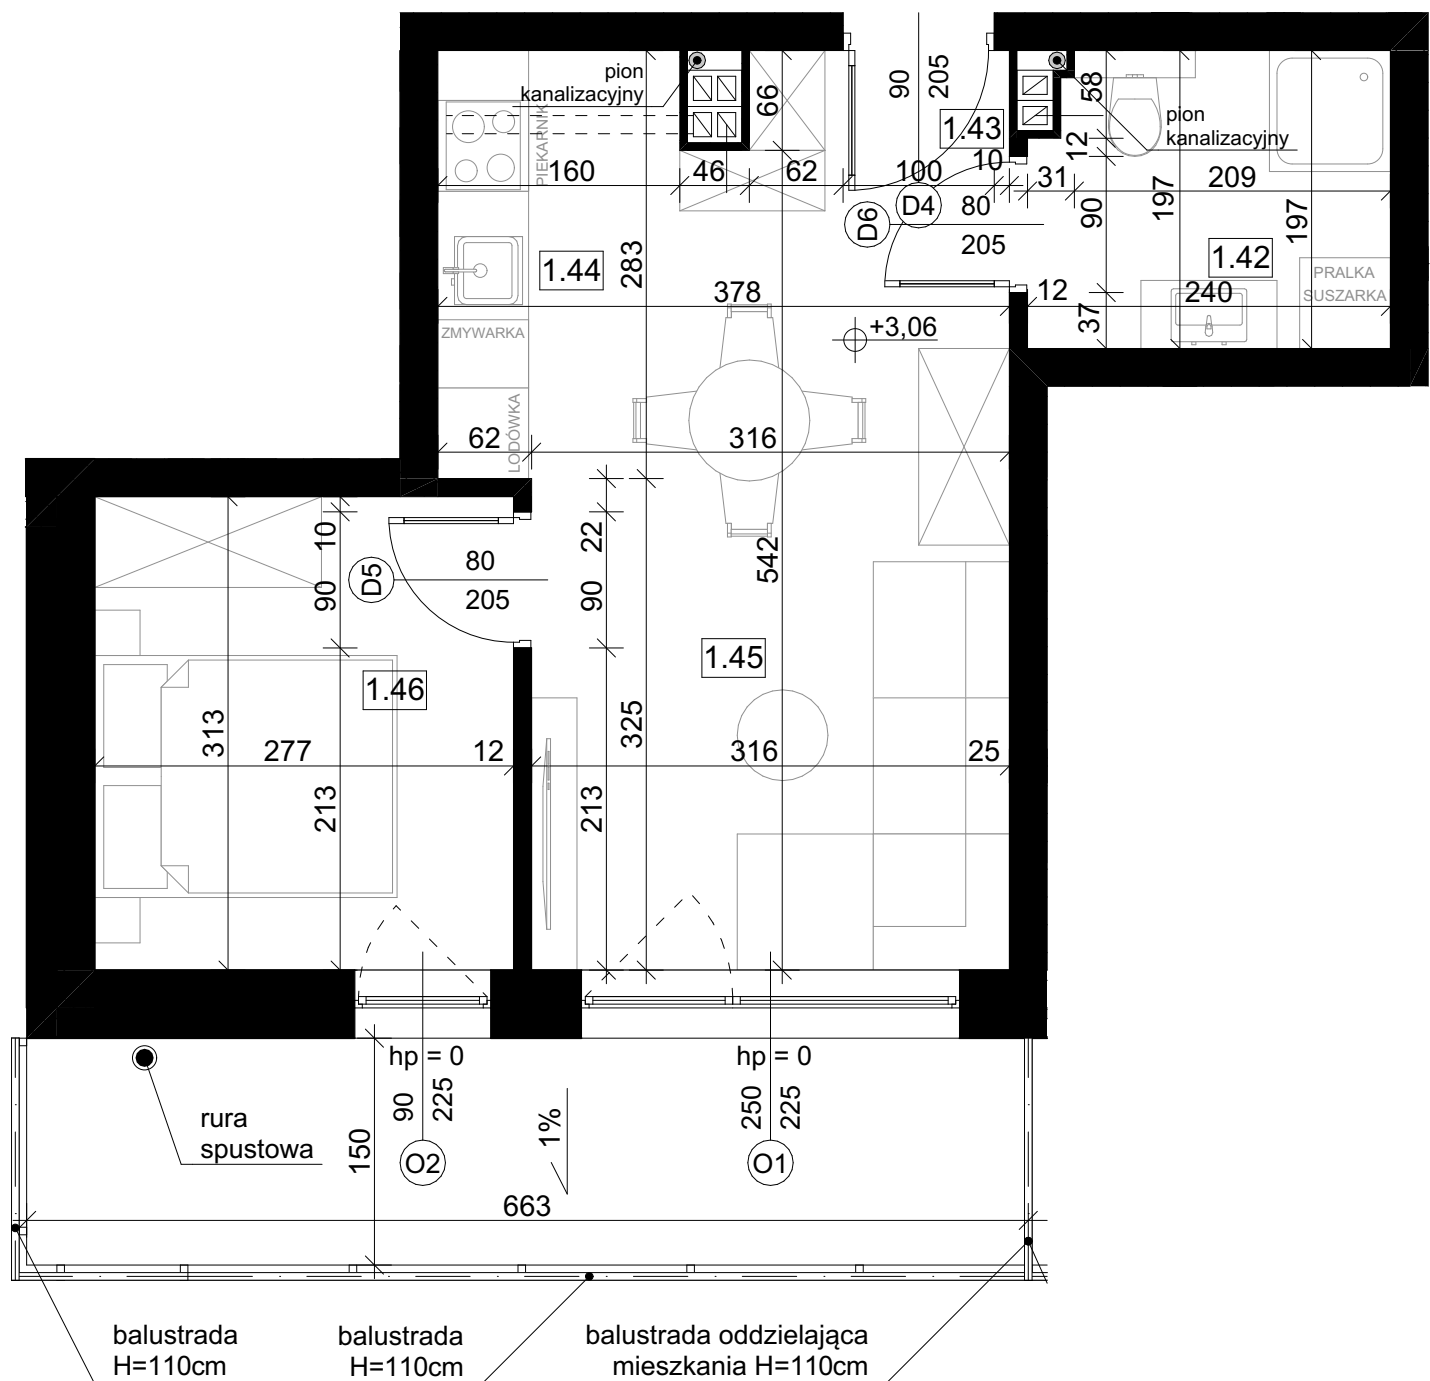 pion
kanalizacyjny
PIEKARNIK
66
90
205
1.43
58
pion
kanalizacyjny
12
160
46
62
100
10
31
209
D6
D4
80
205
90
197
197
1.44
283
1.42
PRALKA
SUSZARKA
378
12
240
37
ZMYWARKA
+3,06
LODÓWKA
62
316
10
22
542
D5
80
205
90
90
1.45
1.46
313
325
277
12
316
25
213
213
hp = 0
hp = 0
90
225
250
225
rura
spustowa
150
1%
O2
O1
663
balustrada
H=110cm
balustrada
H=110cm
balustrada oddzielająca
mieszkania H=110cm